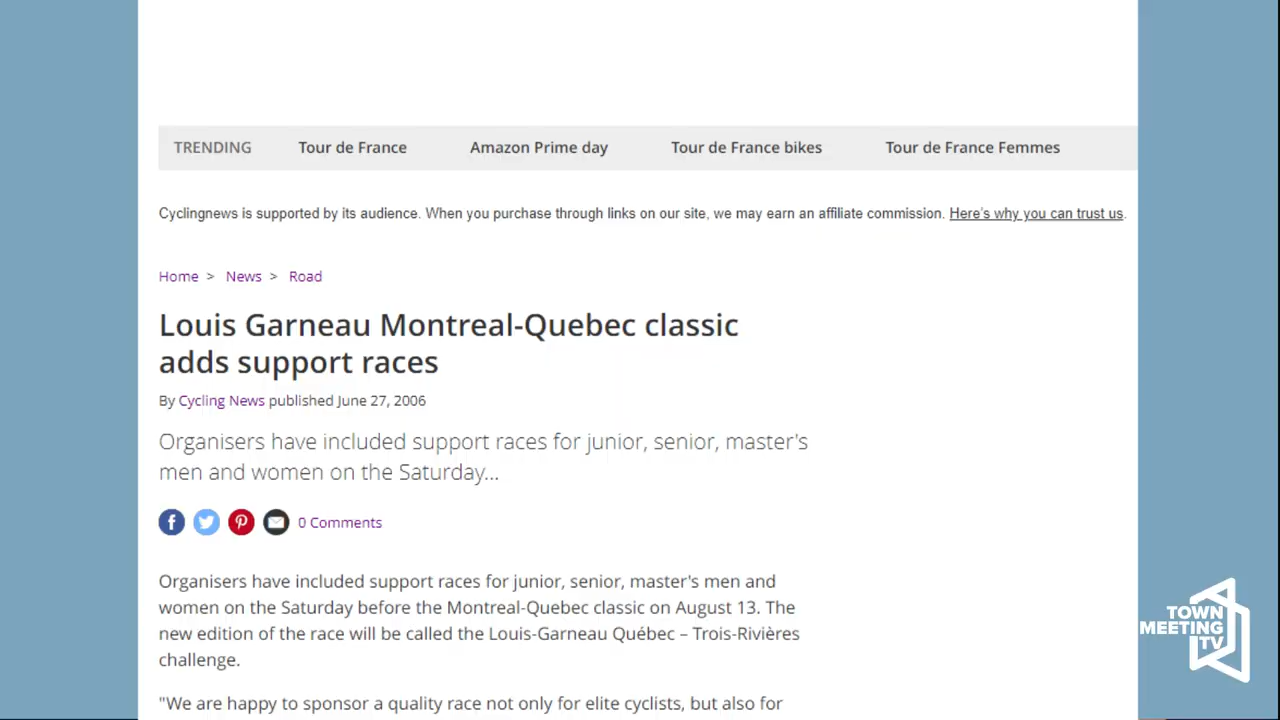 TRENDING Tour de France Amazon Prime day Tour de France bikes Tour de France Femmes
Cyclingnews is supported by its audience. When you purchase through links on our site, we may earn an affiliate commission. Here's why you can trust us.
Home > News > Road
Louis Garneau Montreal-Quebec classic
adds support races
By Cycling News published June 27, 2006
Organisers have included support races for junior, senior, master's
men and women on the Saturday...
0 Comments
Organisers have included support races for junior, senior, master's men and
women on the Saturday before the Montreal-Quebec classic on August 13. The
new edition of the race will be called the Louis-Garneau Québec – Trois-Rivières
challenge.
"We are happy to sponsor a quality race not only for elite cyclists, but also for
TOWN
MEETING
TV